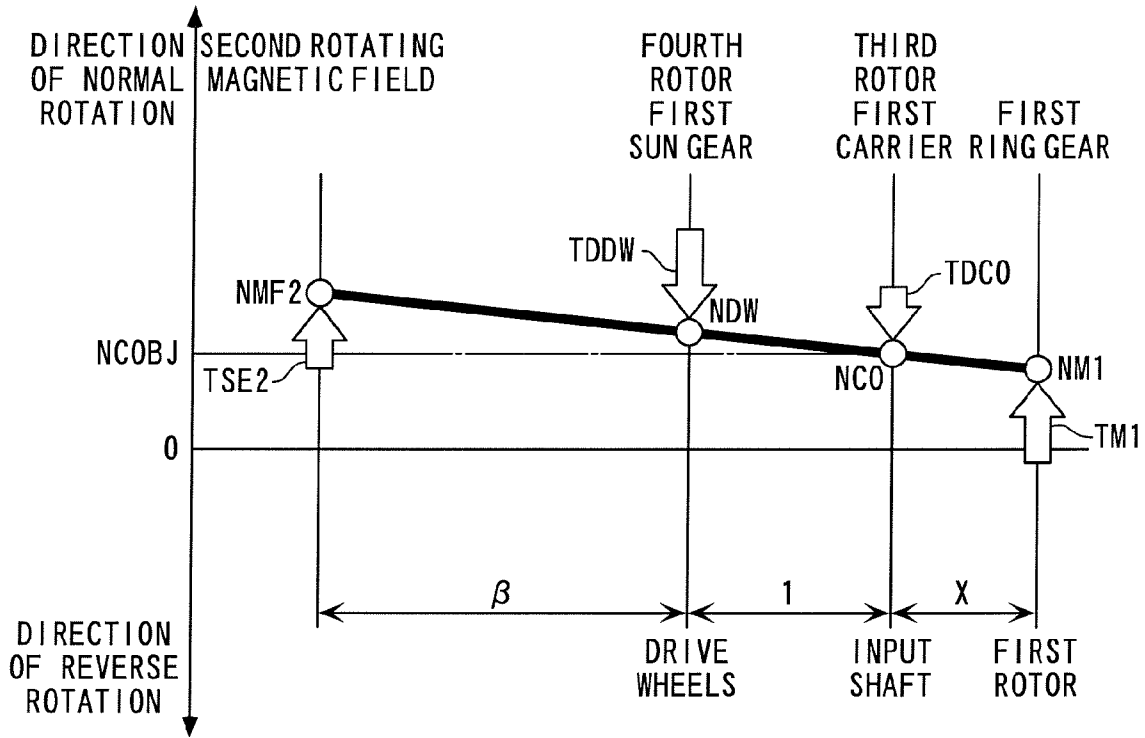 DIRECTION
OF NORMAL
ROTATION
SECOND ROTATING
MAGNETIC FIELD
FOURTH
ROTOR
FIRST
SUN GEAR
THIRD
ROTOR
FIRST
CARRIER
FIRST
RING GEAR
TDDW
TDCO
NMF2
NDW
NCOBJ
TSE2
NCO
NM1
0
TM1
β
1
X
DIRECTION
OF REVERSE
ROTATION
DRIVE
WHEELS
INPUT
SHAFT
FIRST
ROTOR